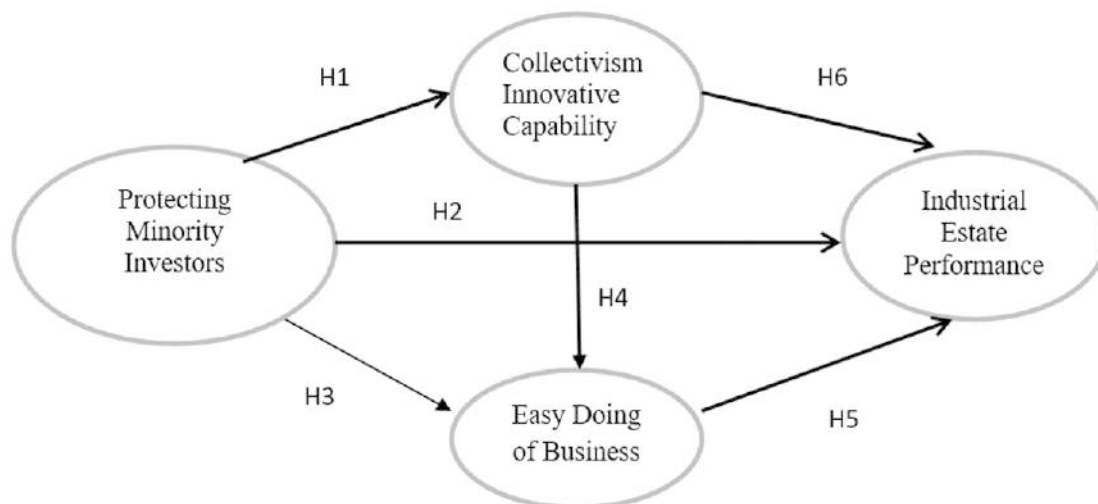 Collectivism
Innovative
Capability
H1
H6
Protecting
Minority
Investors
H2
Industrial
Estate
Performance
H4
H3
Easy Doing
of Business
H5